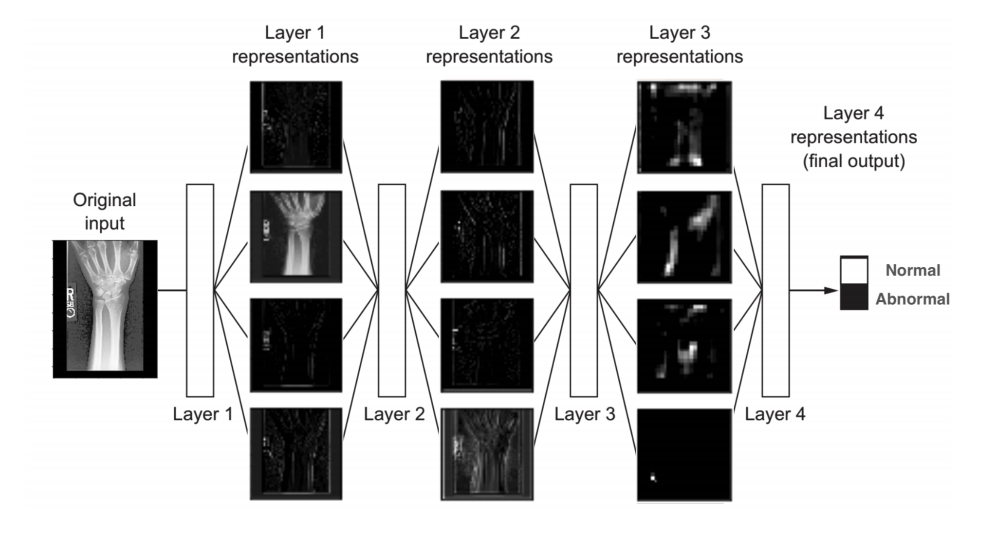 Layer 1
representations
Layer 2
representations
Layer 3
representations
Layer 4
representations
(final output)
Original
input
Normal
Abnormal
Layer 1
Layer 2
Layer 3
Layer 4